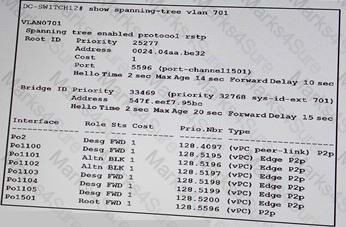 DC-SWITCH12# show spanning-tree vlan 701
VLAN0701
Spanning tree enabled protocol rstp
Root ID Priority 25277
Address 0024.04aa.be32
Cost 1
Port 5596 (port-channel1501)
Hello Time 2 sec Max Age 14 sec Forward Delay 10 sec
Bridge ID Priority 33469 (priority 32768 sys-id-ext 701)
Address 547f.eef7.95bc
Hello Time 2 sec Max Age 20 sec Forward Delay 15 sec
Interface Role Sts Cost Prio.Nbr Type
Po2 Desg FWD 1 128.4097 (vPC peer-link) P2p
Po1100 Desg FWD 1 128.5195 (vPC) Edge P2p
Po1101 Altn BLK 1 128.5196 (vPC) Edge P2p
Po1102 Altn BLK 1 128.5197 (vPC) Edge P2p
Po1103 Desg FWD 1 128.5198 (vPC) Edge P2p
Po1104 Desg FWD 1 128.5199 (vPC) Edge P2p
Po1105 Desg FWD 1 128.5200 (vPC) Edge P2p
Po1501 Root FWD 1 128.5596 (vPC) P2p